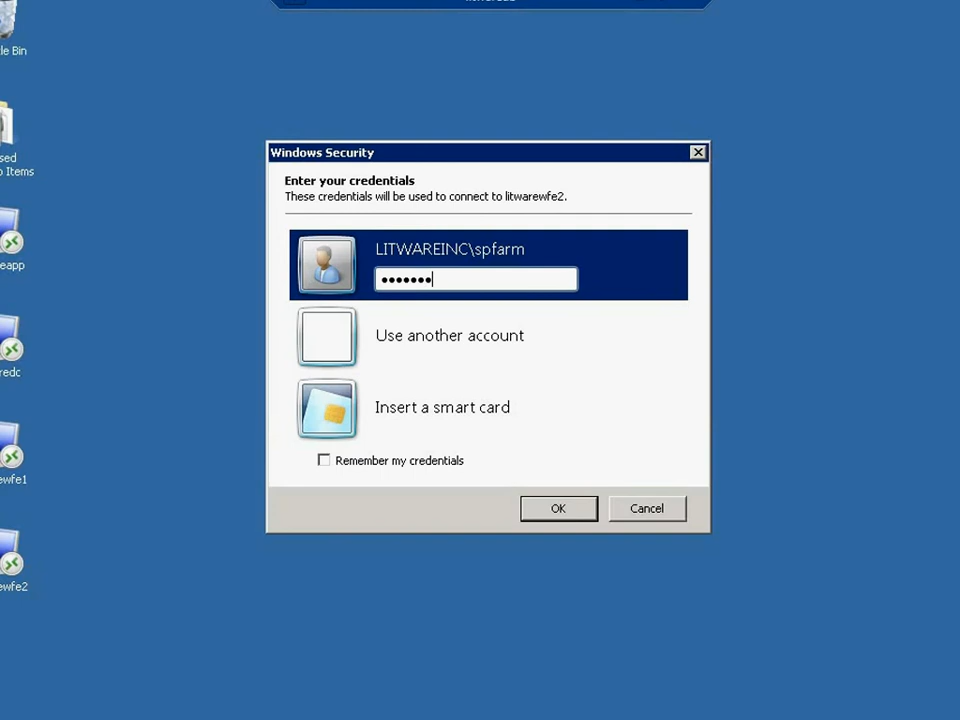 le Bin
sed
o Items
eapp
redc
ewfe1
ewfe2
Windows Security
Enter your credentials
These credentials will be used to connect to litwarewfe2.
LITWAREINC\spfarm
•••••••
Use another account
Insert a smart card
Remember my credentials
OK
Cancel